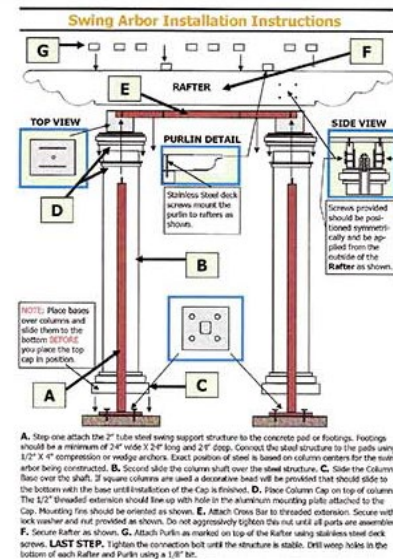 Swing Arbor Installation Instructions
G
F
RAFTER
E
TOP VIEW
PURLIN DETAIL
SIDE VIEW
D
Stainless Steel deck
screws mount the
purlin to rafters as
shown.
Screws provided
should be posi-
tioned symmetri-
cally and be ap-
plied from the
outside of the
Rafter as shown.
B
NOTE: Place bases
over columns and
slide them to the
bottom BEFORE
you place the top
cap in position.
A
C
A. Step one attach the 2" tube steel swing support structure to the concrete pad or footings. Footings
should be a minimum of 24" wide X 24" long and 24" deep. Connect the steel structure to the pads using
1/2" X 4" compression or wedge anchors. Exact position of steel is based on column centers for the swing
arbor being constructed. B. Second slide the column shaft over the steel structure. C. Slide the Column
Base over the shaft. If square columns are used a decorative bead will be provided that should slide to
the bottom with the base until installation of the Cap is finished. D. Place Column Cap on top of column.
The 1/2" threaded extension should line up with hole in the aluminum mounting plate attached to the
Cap. Mounting fins should be oriented as shown. E. Attach Cross Bar to threaded extension. Secure with
lock washer and nut provided as shown. Do not aggressively tighten this nut until all parts are assembled.
F. Secure Rafter as shown. G. Attach Purlin as marked on top of the Rafter using stainless steel deck
screws. LAST STEP. Tighten the connection bolt until the structure is stable. Drill weep holes in the
bottom of each Rafter and Purlin using a 1/8" bit.